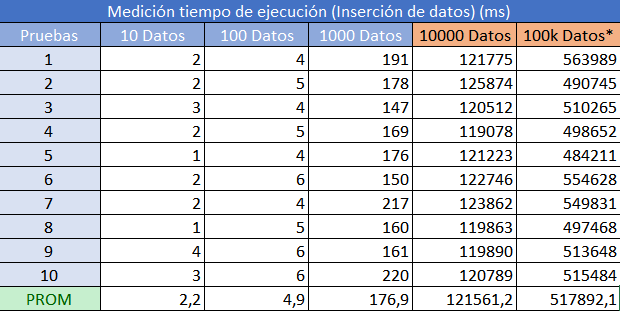 Medición tiempo de ejecución (Inserción de datos) (ms)
Pruebas 10 Datos 100 Datos 1000 Datos 10000 Datos 100k Datos*
1 2 4 191 121775 563989
2 2 5 178 125874 490745
3 3 4 147 120512 510265
4 2 5 169 119078 498652
5 1 4 176 121223 484211
6 2 6 150 122746 554628
7 2 4 217 123862 549831
8 1 5 160 119863 497468
9 4 6 161 119890 513648
10 3 6 220 120789 515484
PROM 2,2 4,9 176,9 121561,2 517892,1